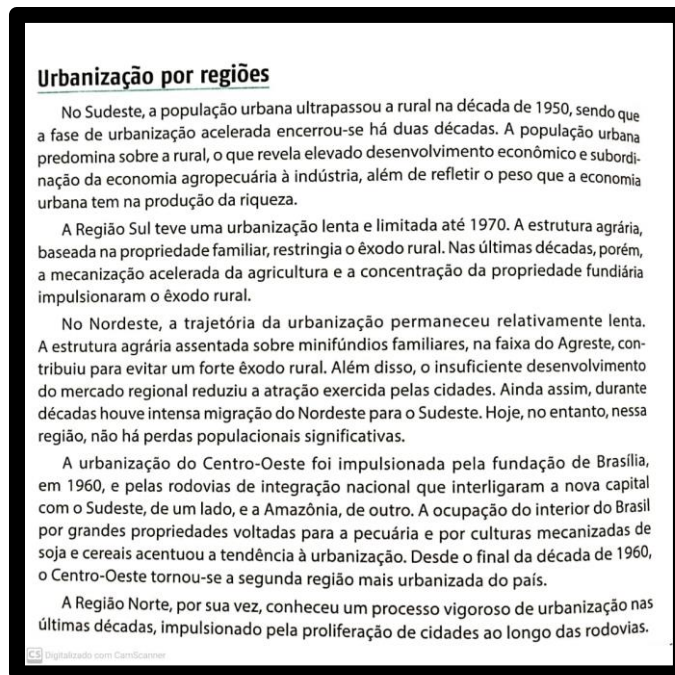 Urbanização por regiões
No Sudeste, a população urbana ultrapassou a rural na década de 1950, sendo que
a fase de urbanização acelerada encerrou-se há duas décadas. A população urbana
predomina sobre a rural, o que revela elevado desenvolvimento econômico e subordi-
nação da economia agropecuária à indústria, além de refletir o peso que a economia
urbana tem na produção da riqueza.
A Região Sul teve uma urbanização lenta e limitada até 1970. A estrutura agrária,
baseada na propriedade familiar, restringia o êxodo rural. Nas últimas décadas, porém,
a mecanização acelerada da agricultura e a concentração da propriedade fundiária
impulsionaram o êxodo rural.
No Nordeste, a trajetória da urbanização permaneceu relativamente lenta.
A estrutura agrária assentada sobre minifúndios familiares, na faixa do Agreste, con-
tribuiu para evitar um forte êxodo rural. Além disso, o insuficiente desenvolvimento
do mercado regional reduziu a atração exercida pelas cidades. Ainda assim, durante
décadas houve intensa migração do Nordeste para o Sudeste. Hoje, no entanto, nessa
região, não há perdas populacionais significativas.
A urbanização do Centro-Oeste foi impulsionada pela fundação de Brasília,
em 1960, e pelas rodovias de integração nacional que interligaram a nova capital
com o Sudeste, de um lado, e a Amazônia, de outro. A ocupação do interior do Brasil
por grandes propriedades voltadas para a pecuária e por culturas mecanizadas de
soja e cereais acentuou a tendência à urbanização. Desde o final da década de 1960,
o Centro-Oeste tornou-se a segunda região mais urbanizada do país.
A Região Norte, por sua vez, conheceu um processo vigoroso de urbanização nas
últimas décadas, impulsionado pela proliferação de cidades ao longo das rodovias.
CS Digitalizado com CamScanner